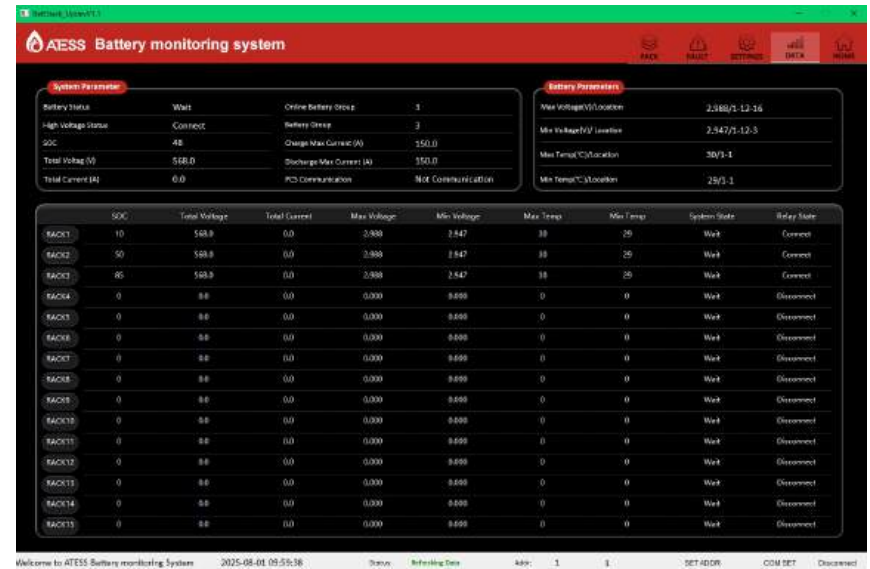 BattStack_UpperV1.1
ATESS Battery monitoring system
RACK FAULT SETTINGS DATA HOME
System Parameter
Battery Status Wait Online Battery Group 3
High Voltage Status Connect Battery Group 3
SOC 48 Charge Max Current (A) 150.0
Total Voltag (V) 568.0 Discharge Max Current (A) 150.0
Total Current (A) 0.0 PCS Communication Not Communication
Battery Parameters
Max Voltage(V)/Location 2.988/1-12-16
Min Voltage(V)/ Location 2.947/1-12-3
Max Temp(℃)/Location 30/1-1
Min Temp(℃)/Location 29/1-1
SOC Total Voltage Total Current Max Voltage Min Voltage Max Temp Min Temp System State Relay State
RACK1 10 568.0 0.0 2.988 2.947 30 29 Wait Connect
RACK2 50 568.0 0.0 2.988 2.947 30 29 Wait Connect
RACK3 85 568.0 0.0 2.988 2.947 30 29 Wait Connect
RACK4 0 0.0 0.0 0.000 0.000 0 0 Wait Disconnect
RACK5 0 0.0 0.0 0.000 0.000 0 0 Wait Disconnect
RACK6 0 0.0 0.0 0.000 0.000 0 0 Wait Disconnect
RACK7 0 0.0 0.0 0.000 0.000 0 0 Wait Disconnect
RACK8 0 0.0 0.0 0.000 0.000 0 0 Wait Disconnect
RACK9 0 0.0 0.0 0.000 0.000 0 0 Wait Disconnect
RACK10 0 0.0 0.0 0.000 0.000 0 0 Wait Disconnect
RACK11 0 0.0 0.0 0.000 0.000 0 0 Wait Disconnect
RACK12 0 0.0 0.0 0.000 0.000 0 0 Wait Disconnect
RACK13 0 0.0 0.0 0.000 0.000 0 0 Wait Disconnect
RACK14 0 0.0 0.0 0.000 0.000 0 0 Wait Disconnect
RACK15 0 0.0 0.0 0.000 0.000 0 0 Wait Disconnect
Welcome to ATESS Battery monitoring System 2025-08-01 09:59:38 Status: Refreshing Data Addr: 1 SET ADDR COM SET Disconnect